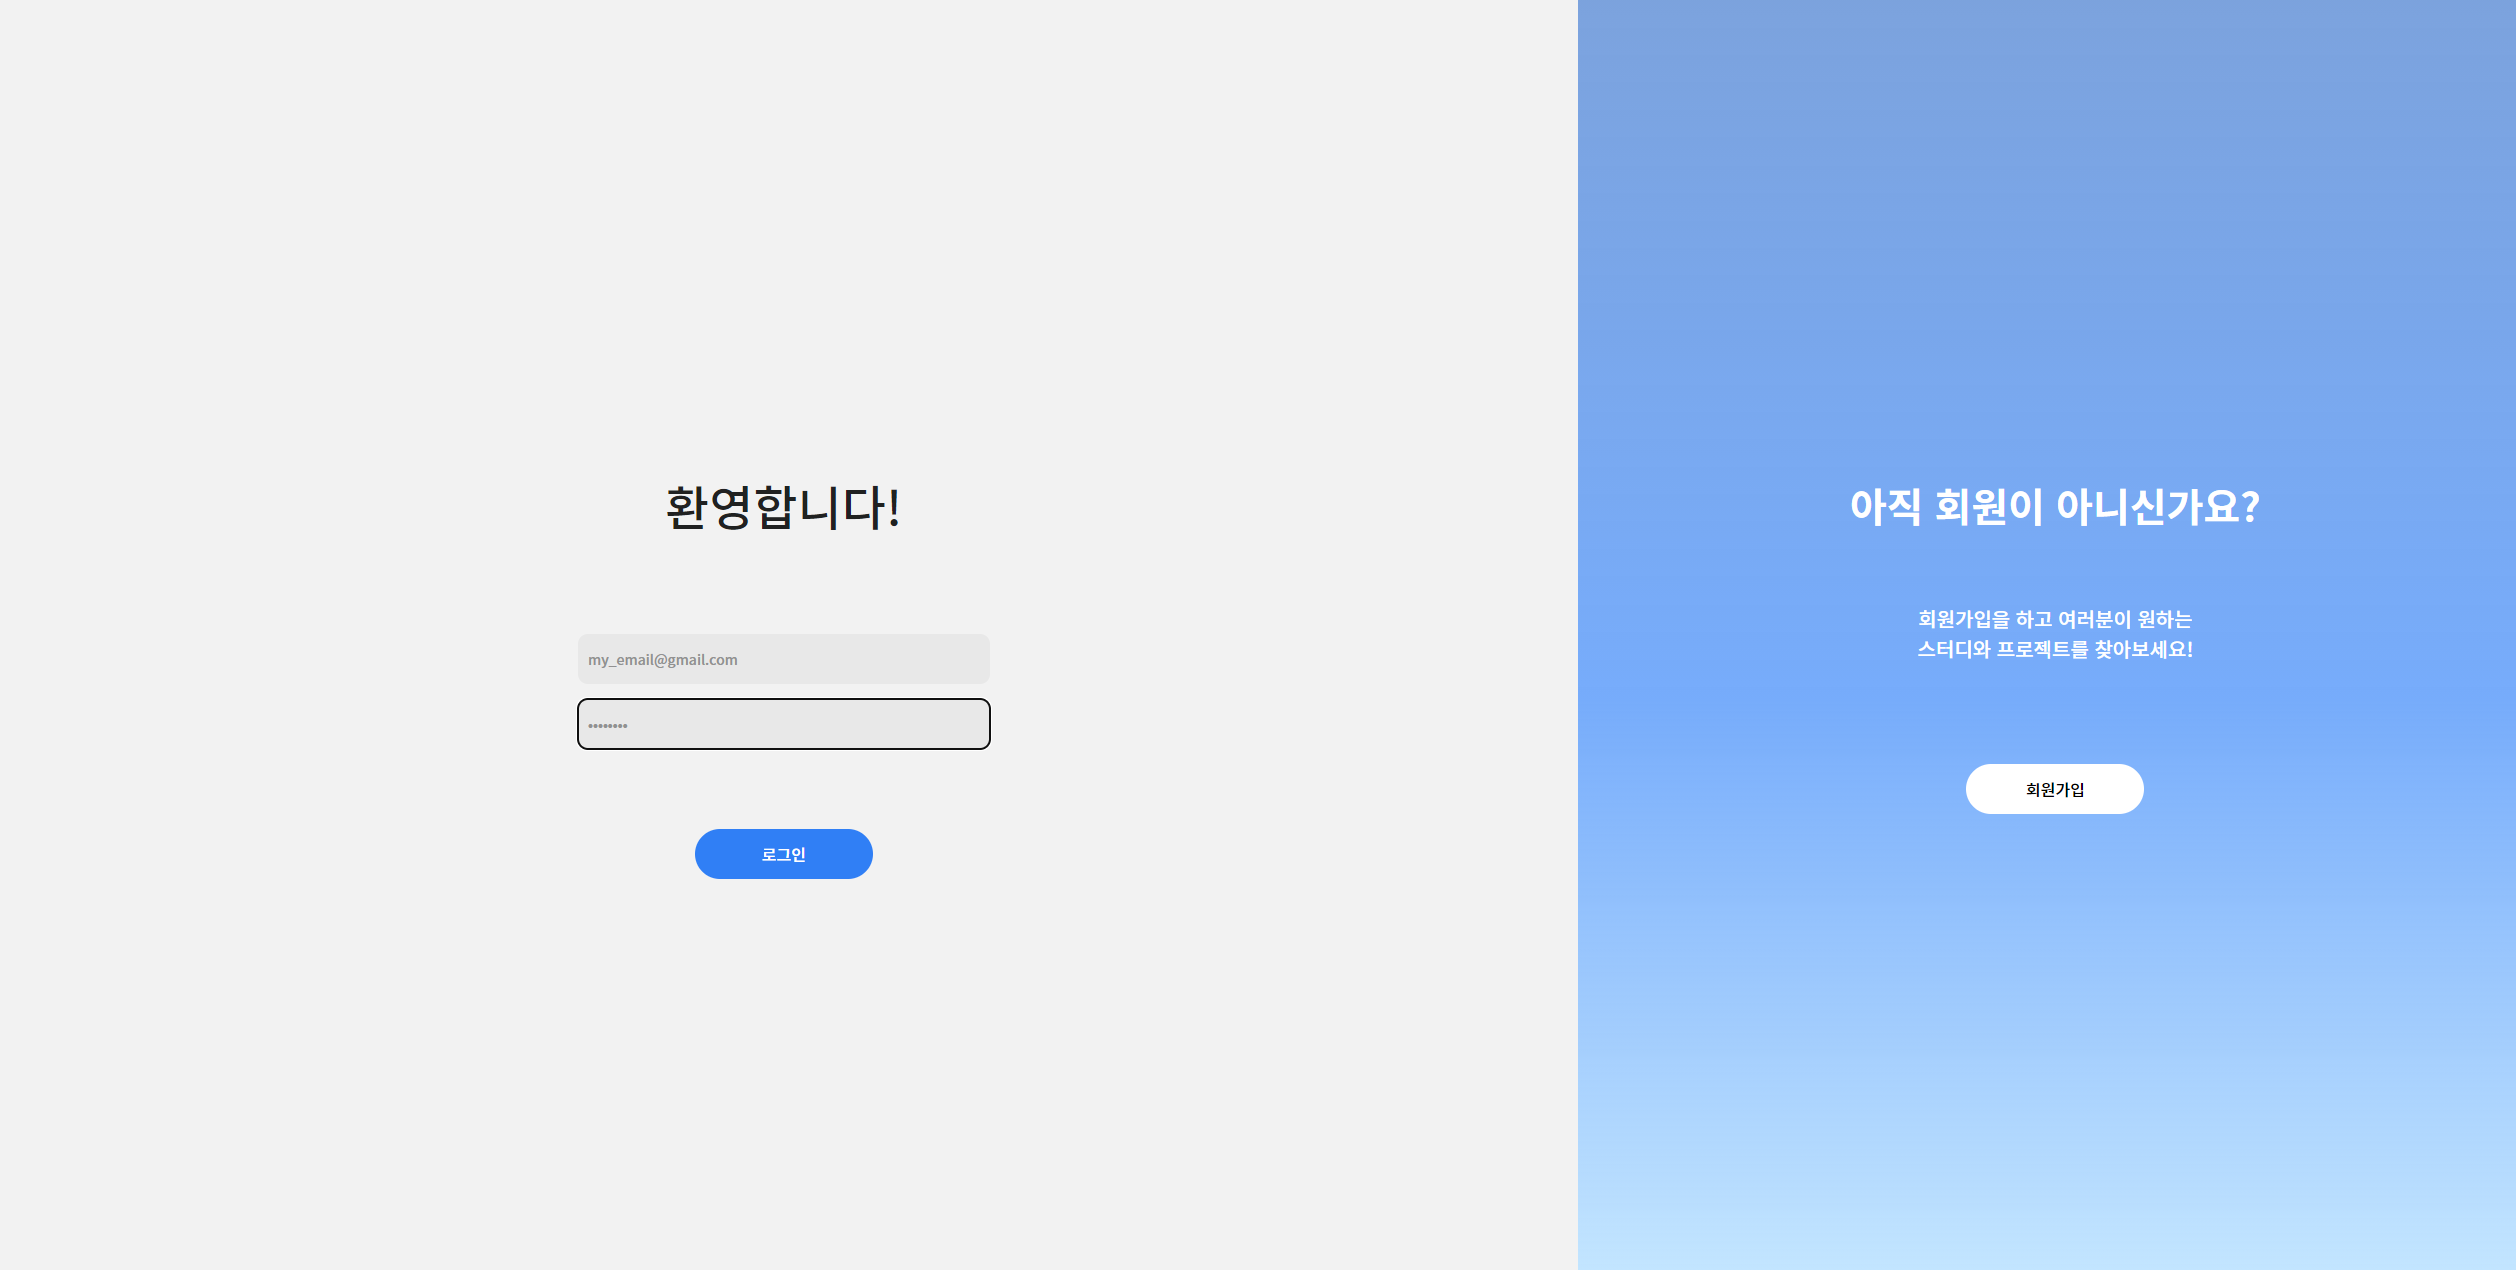 환영합니다!
my_email@gmail.com
••••••••
로그인
아직 회원이 아니신가요?
회원가입을 하고 여러분이 원하는
스터디와 프로젝트를 찾아보세요!
회원가입